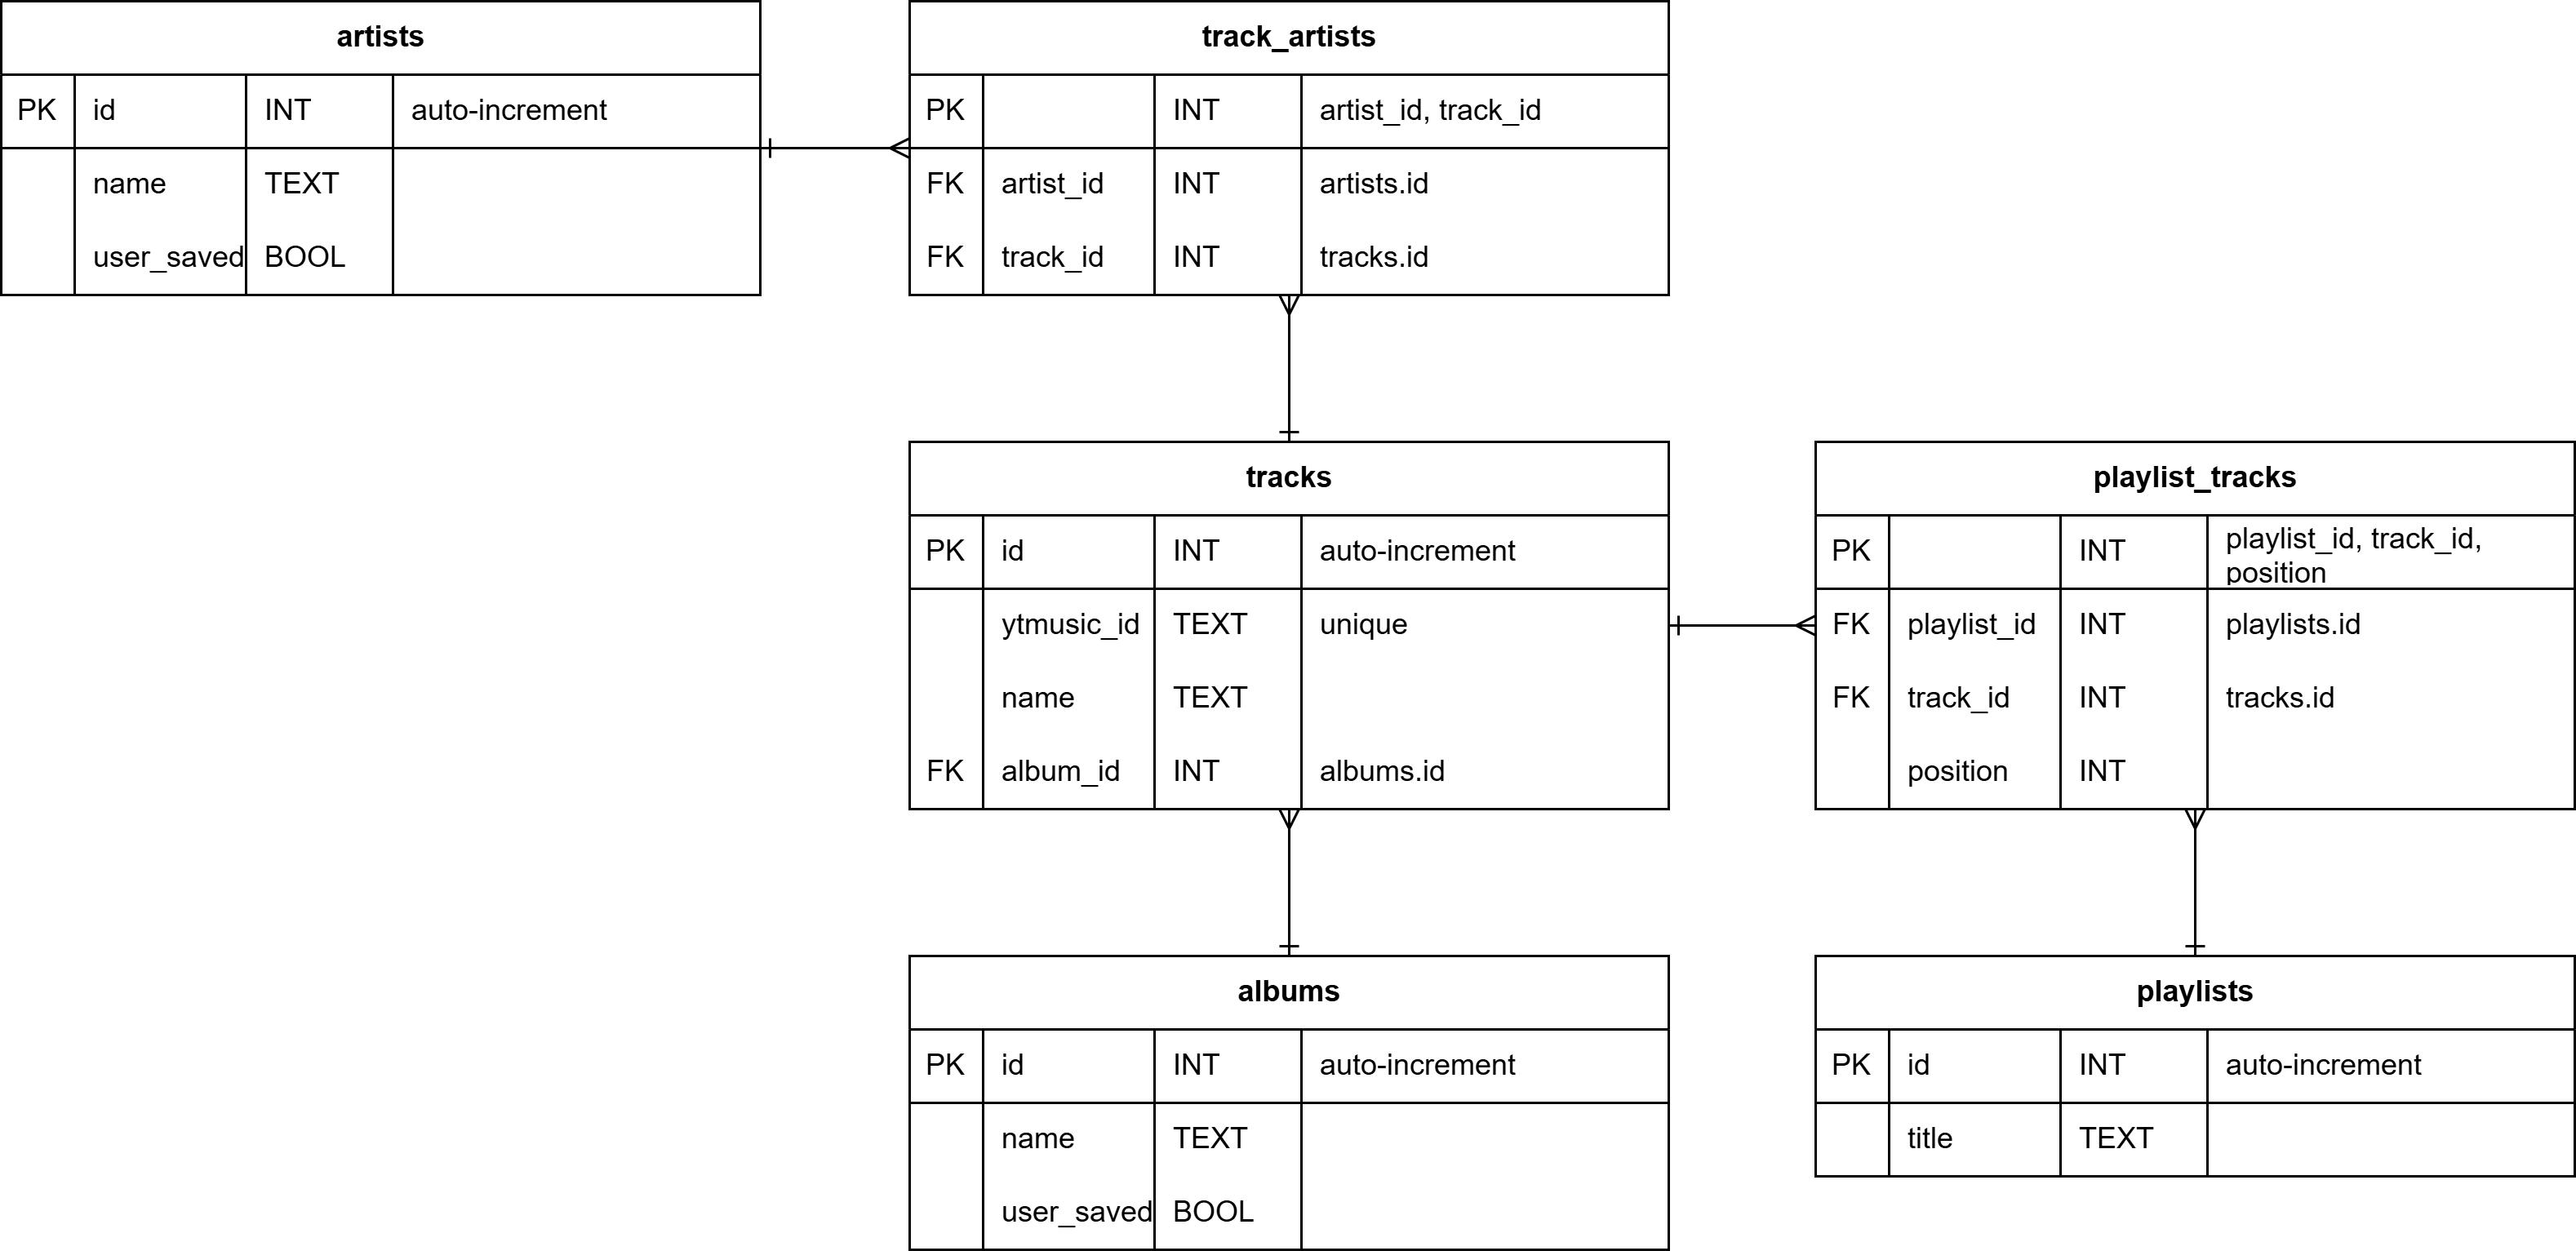 artists
PK id INT auto-increment
name TEXT
user_saved BOOL
track_artists
PK INT artist_id, track_id
FK artist_id INT artists.id
FK track_id INT tracks.id
tracks
PK id INT auto-increment
ytmusic_id TEXT unique
name TEXT
FK album_id INT albums.id
playlist_tracks
PK INT playlist_id, track_id,
position
FK playlist_id INT playlists.id
FK track_id INT tracks.id
position INT
albums
PK id INT auto-increment
name TEXT
user_saved BOOL
playlists
PK id INT auto-increment
title TEXT